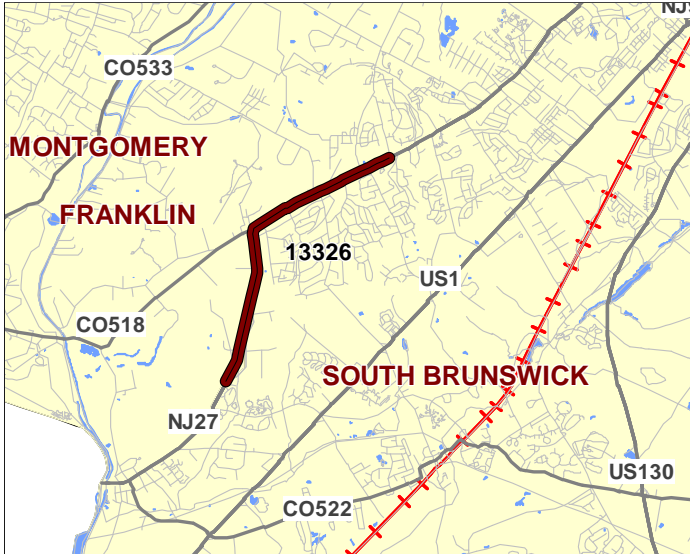 CO533
MONTGOMERY
FRANKLIN
13326
US1
CO518
SOUTH BRUNSWICK
NJ27
US130
CO522